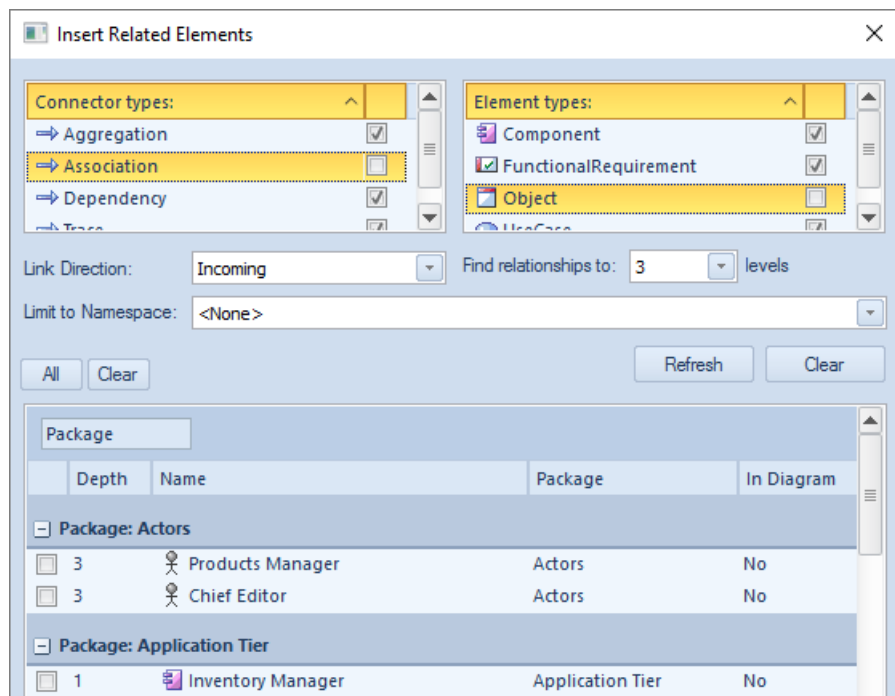 Insert Related Elements
Connector types:
Aggregation
Association
Dependency
Trace
Element types:
Component
FunctionalRequirement
Object
UseCase
Link Direction: Incoming Find relationships to: 3 levels
Limit to Namespace: <None>
All Clear Refresh Clear
Package
Depth Name Package In Diagram
Package: Actors
3 Products Manager Actors No
3 Chief Editor Actors No
Package: Application Tier
1 Inventory Manager Application Tier No